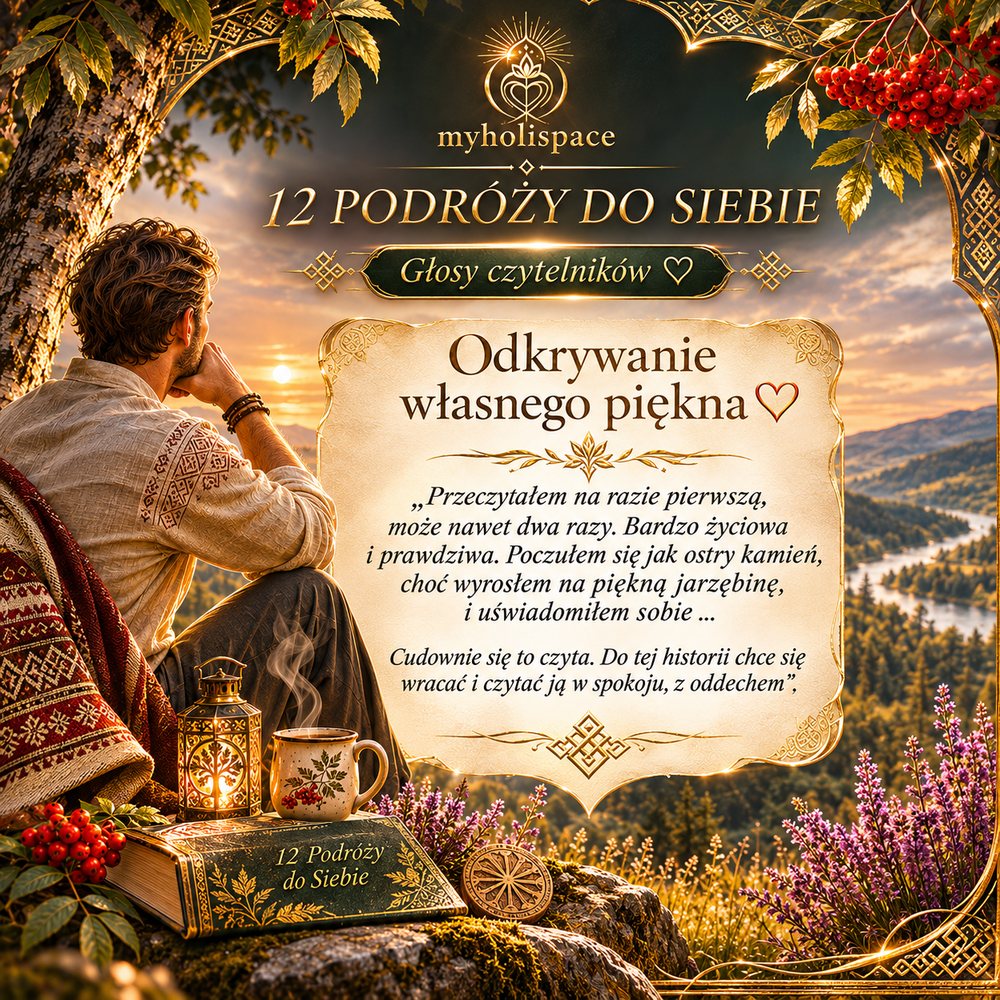 myholispace
12 PODRÓŻY DO SIEBIE
Głosy czytelników ♡
Odkrywanie
własnego piękna ♡
„Przeczytałem na razie pierwszą,
może nawet dwa razy. Bardzo życiowa
i prawdziwa. Poczułem się jak ostry kamień,
choć wyrosłem na piękną jarzębinę,
i uświadomiłem sobie ...
Cudownie się to czyta. Do tej historii chce się
wracać i czytać ją w spokoju, z oddechem”,
12 Podróży
do Siebie